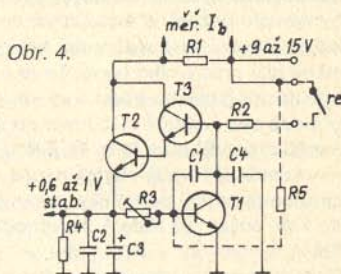 měř. Ib
Obr. 4.
R1
+9 až 15 V
T3
T2
R2
C1
C4
+0,6 až 1 V
stab.
R3
T1
R5
R4
C2
+
C3